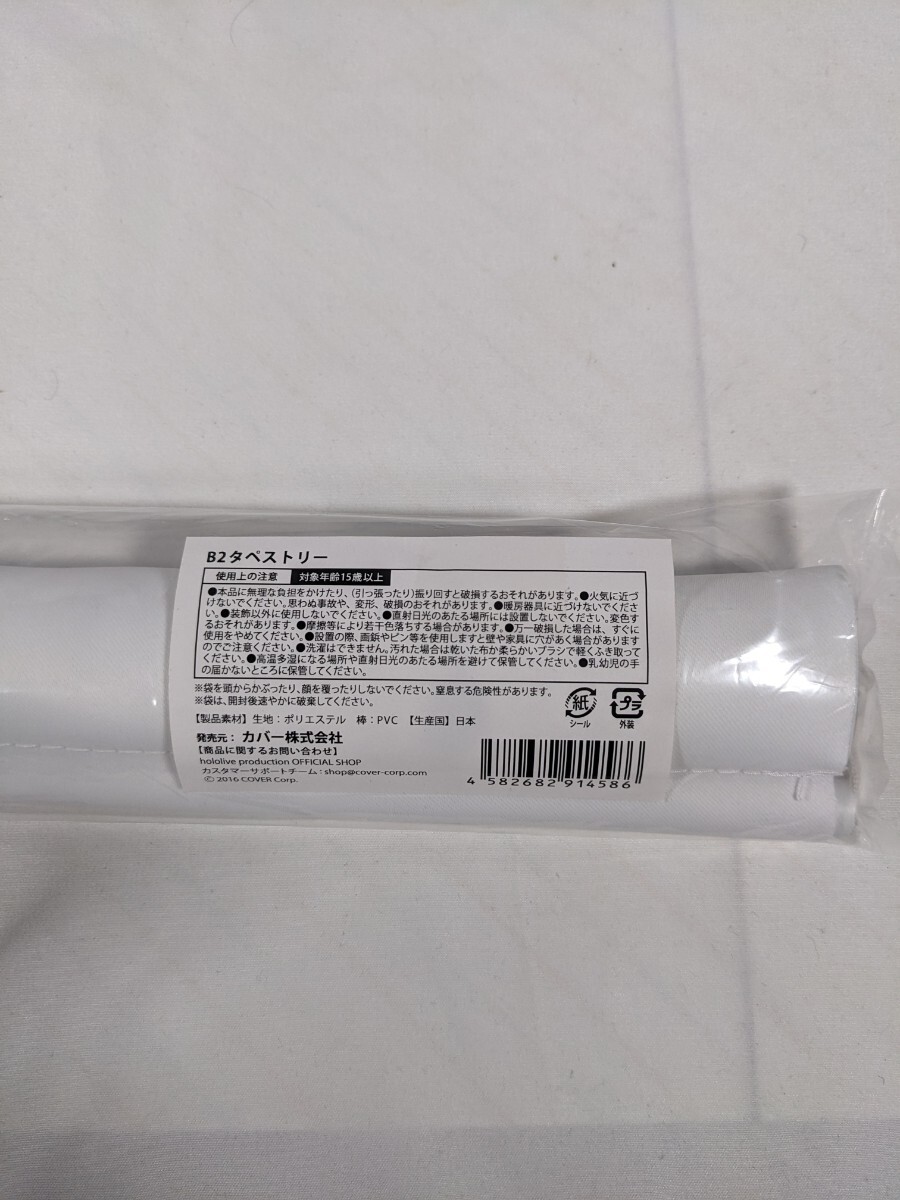 B2タペストリー
使用上の注意 対象年齢15歳以上
●本品に無理な負担をかけたり、(引っ張ったり)振り回すと破損するおそれがあります。●火気に近づ
けないでください。思わぬ事故や、変形、破損のおそれがあります。●暖房器具に近づけないでくださ
い。●装飾以外に使用しないでください。●直射日光のあたる場所には設置しないでください。変色す
るおそれがあります。●摩擦等により若干色落ちする場合があります。●万一破損した場合は、すぐに
使用をやめてください。●設置の際、画鋲やピン等を使用しますと壁や家具に穴があく場合があります
のでご注意ください。●洗濯はできません。汚れた場合は乾いた布か柔らかいブラシで軽くふき取って
ください。●高温多湿になる場所や直射日光のあたる場所を避けて保管してください。●乳幼児の手
の届かないところに保管してください。
※袋を頭からかぶったり、顔を覆ったりしないでください。窒息する危険性があります。
※袋は、開封後速やかに破棄してください。
【製品素材】生地：ポリエステル 棒：PVC 【生産国】日本
発売元：カバー株式会社
【商品に関するお問い合わせ】
hololive production OFFICIAL SHOP
カスタマーサポートチーム：shop@cover-corp.com
© 2016 COVER Corp.
紙
シール
プラ
外装
4 582682 914586